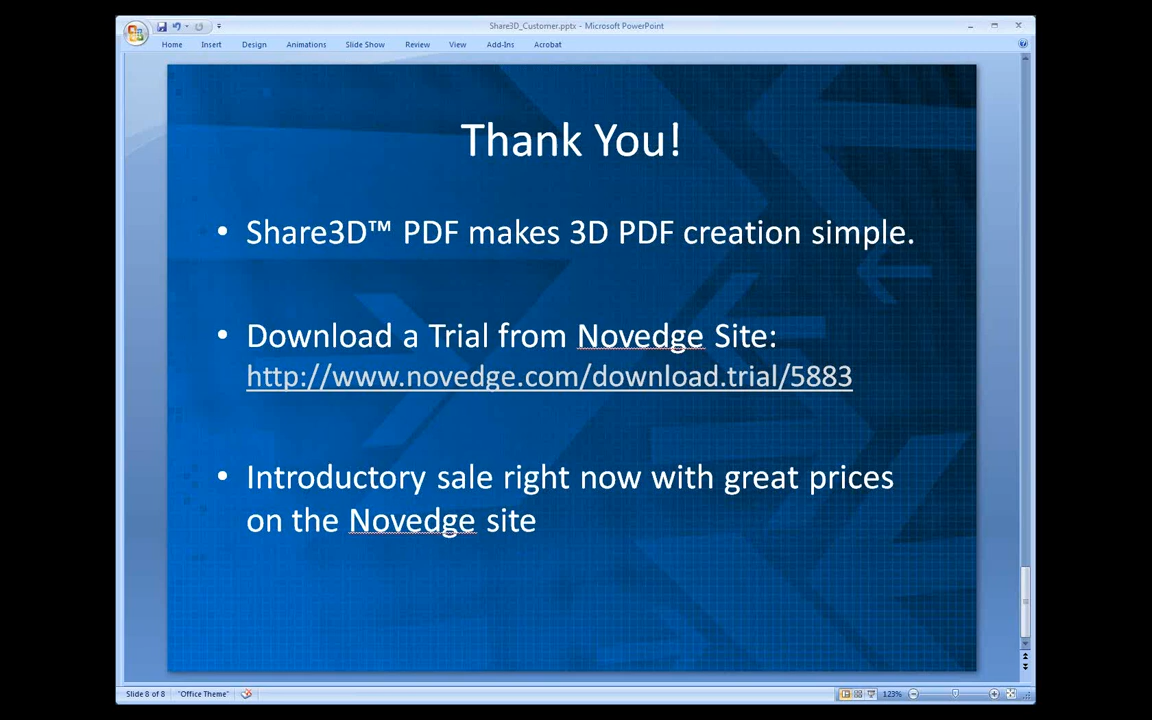 Share3D_Customer.pptx - Microsoft PowerPoint
Home Insert Design Animations Slide Show Review View Add-Ins Acrobat
Thank You!
• Share3D™ PDF makes 3D PDF creation simple.
• Download a Trial from Novedge Site:
http://www.novedge.com/download.trial/5883
• Introductory sale right now with great prices
on the Novedge site
Slide 8 of 8 "Office Theme" 123%